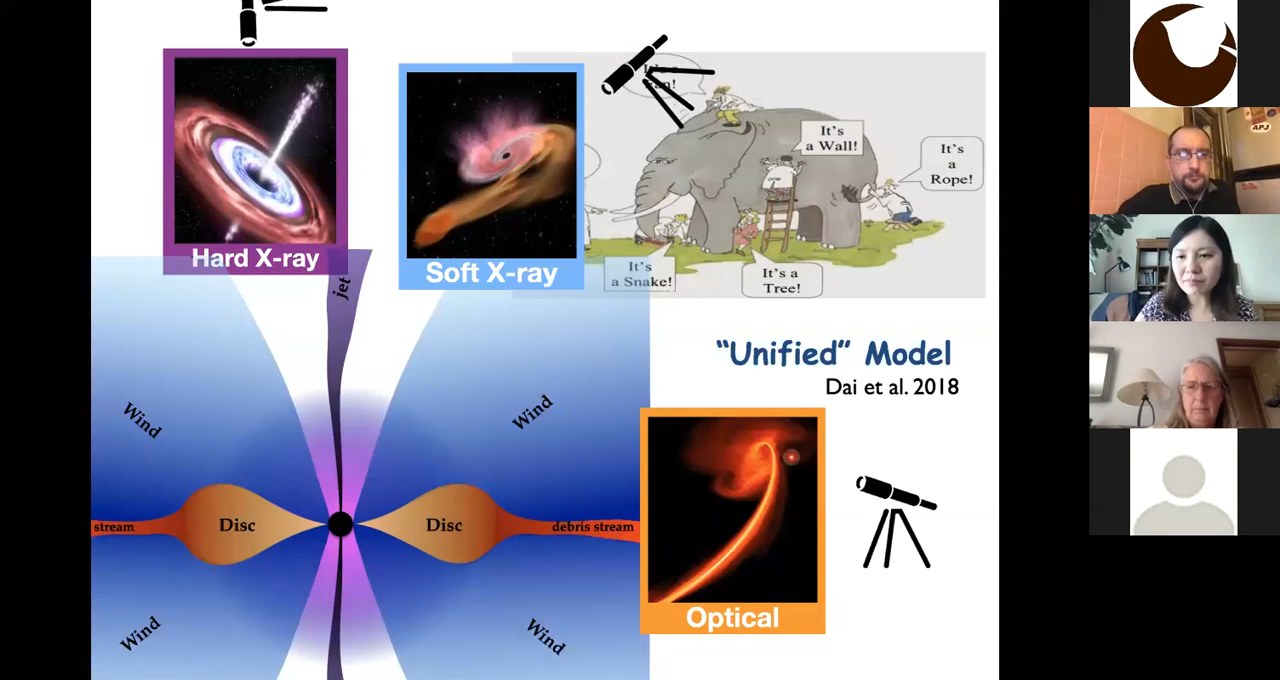 It's
a Wall!
It's
a
Rope!
Hard X-ray
Soft X-ray
It's
a Snake!
It's a
Tree!
jet
"Unified" Model
Dai et al. 2018
Wind
Wind
stream
Disc
Disc
debris stream
Wind
Wind
Optical
APJ